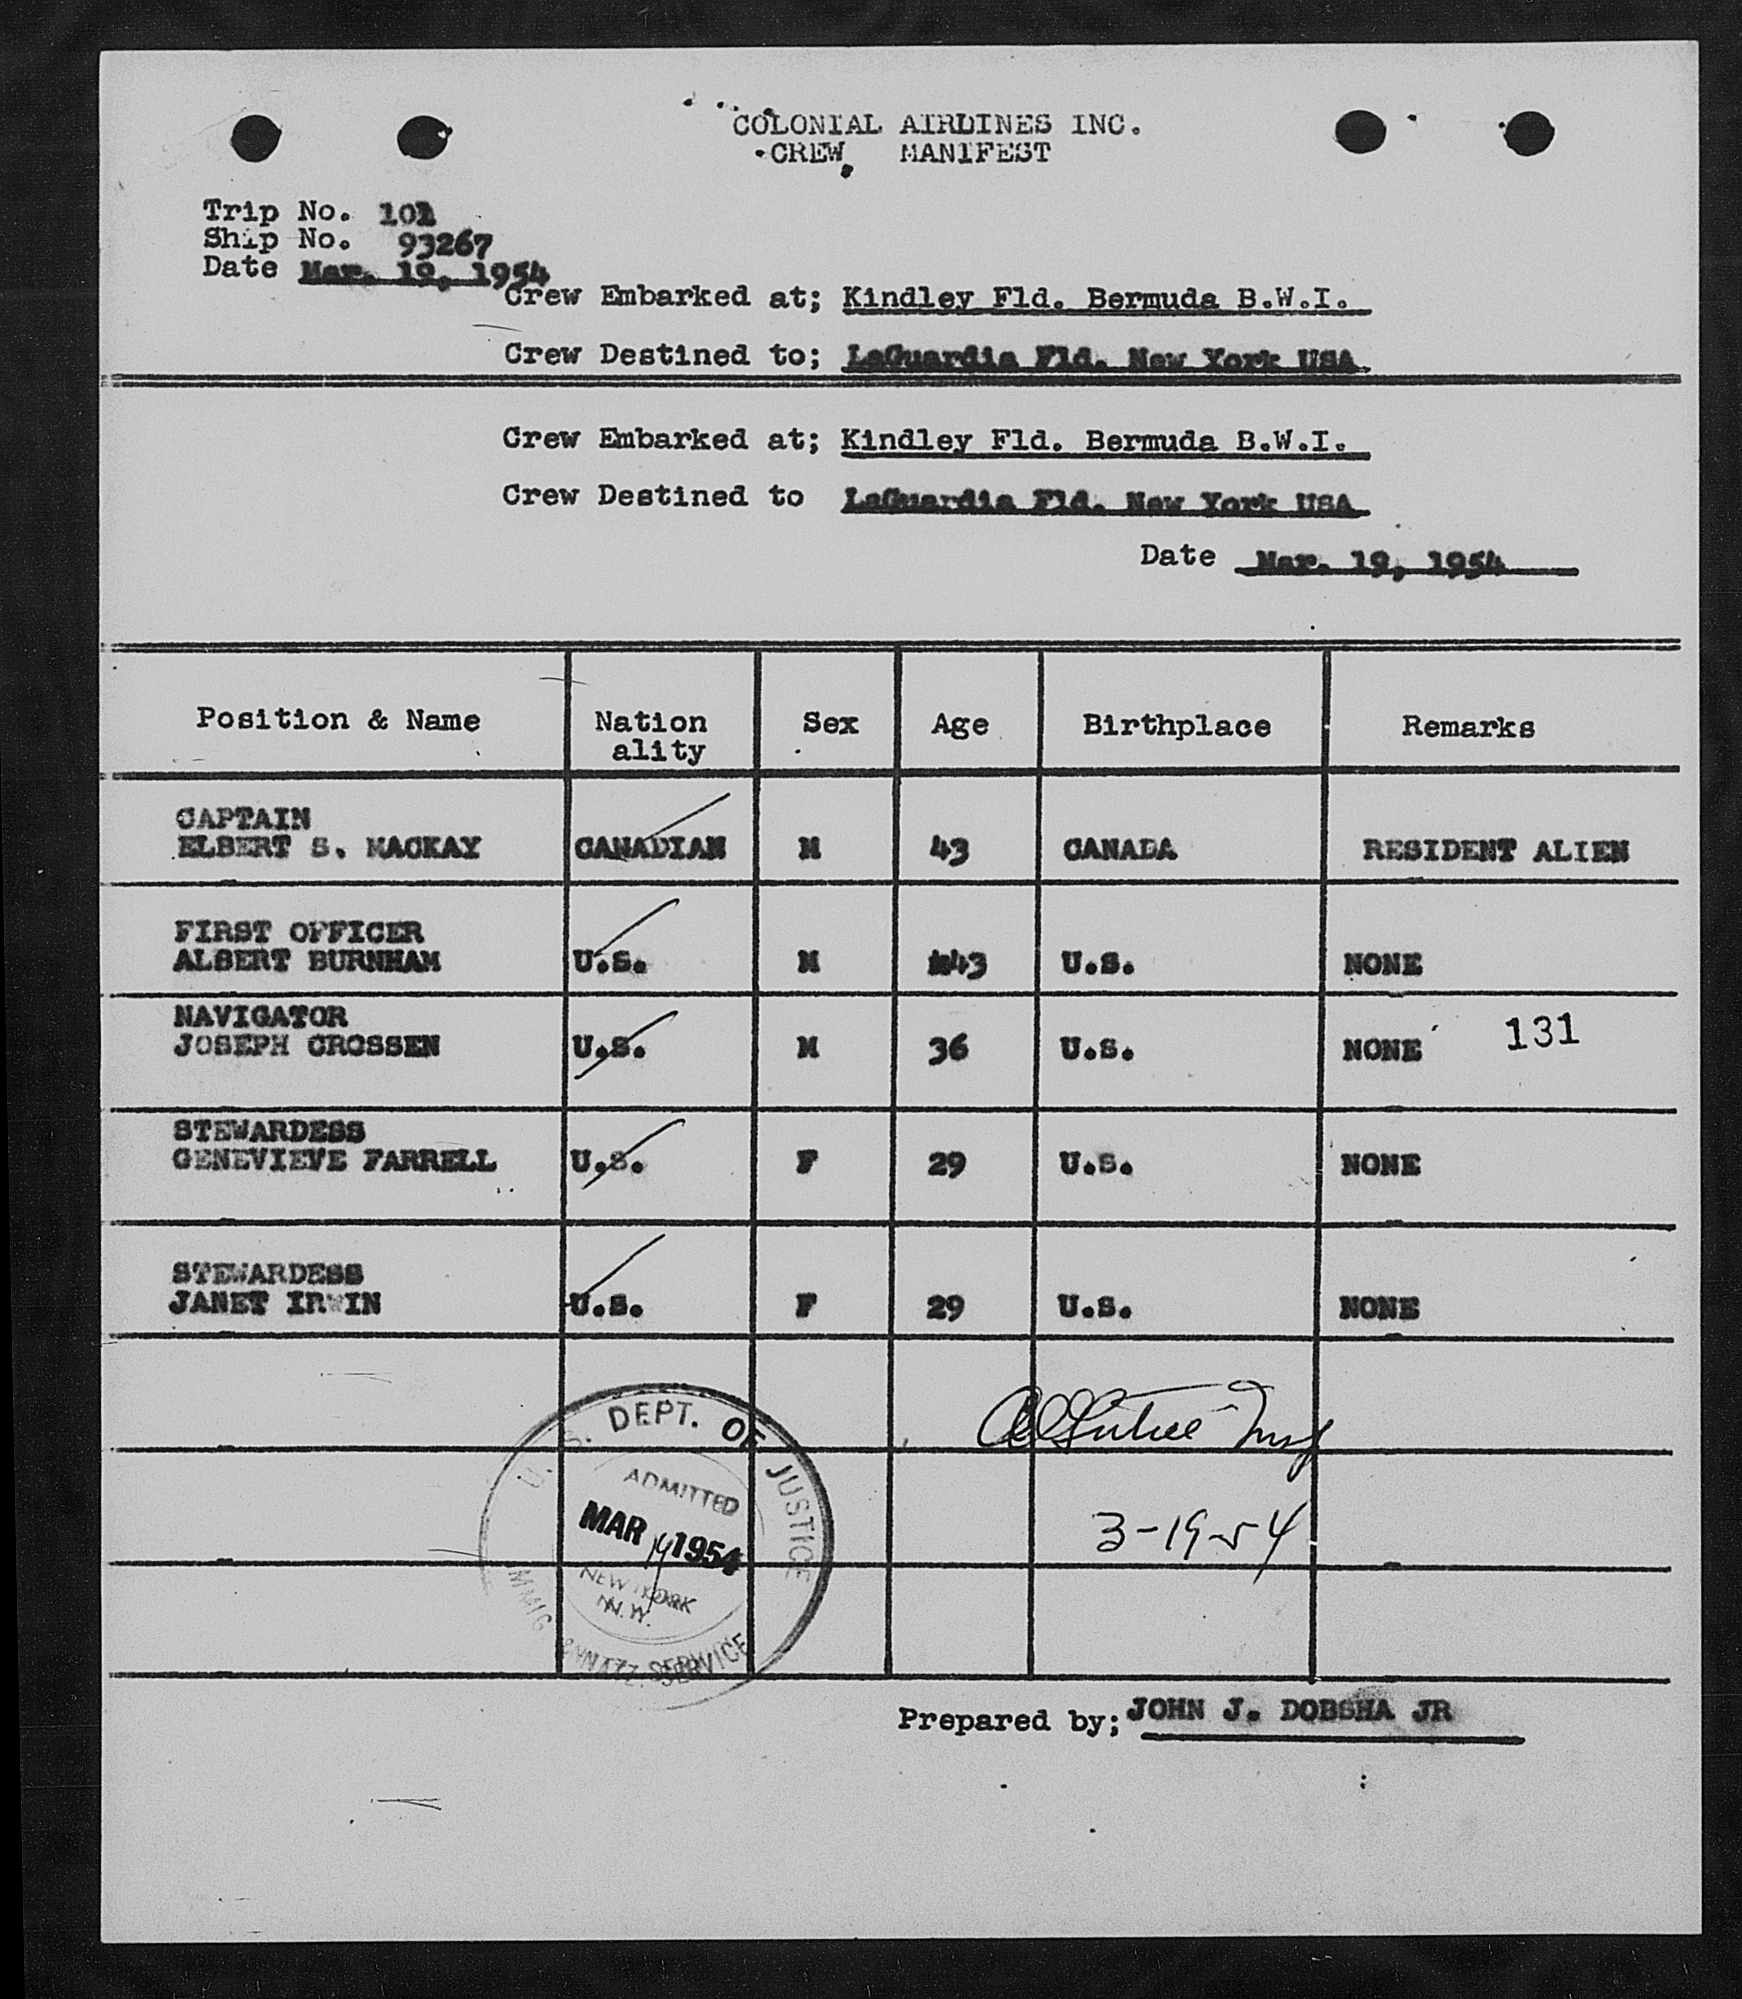 COLONIAL AIRLINES INC.
CREW MANIFEST
Trip No. 101
Ship No. 93267
Date Mar. 19, 1954
Crew Embarked at; Kindley Fld. Bermuda B.W.I.
Crew Destined to; LaGuardia Fld. New York USA
Crew Embarked at; Kindley Fld. Bermuda B.W.I.
Crew Destined to LaGuardia Fld. New York USA
Date Mar. 19, 1954
Position & Name Nation Sex Age Birthplace Remarks
ality
CAPTAIN
ELBERT S. MACKAY CANADIAN M 43 CANADA RESIDENT ALIEN
FIRST OFFICER
ALBERT BURNHAM U.S. M 43 U.S. NONE
NAVIGATOR
JOSEPH CROSSEN U.S. M 36 U.S. NONE 131
STEWARDESS
GENEVIEVE FARRELL U.S. F 29 U.S. NONE
STEWARDESS
JANET IRWIN U.S. F 29 U.S. NONE
U. S. DEPT. OF JUSTICE
ADMITTED
MAR 19 1954
NEW YORK
N.Y.
IMMIG. & NATZ. SERVICE
3-19-54
Prepared by; JOHN J. DOBSHA JR